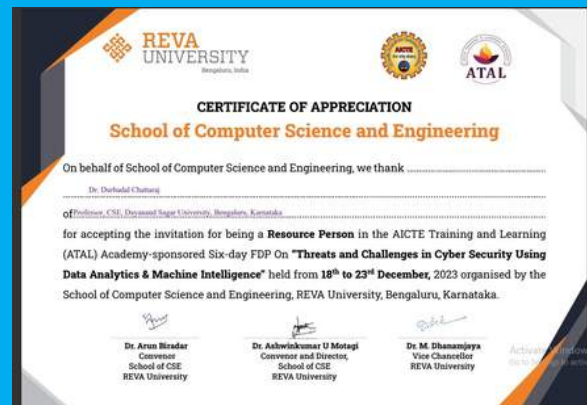 REVA
UNIVERSITY
Bengaluru, India
AICTE
ATAL
CERTIFICATE OF APPRECIATION
School of Computer Science and Engineering
On behalf of School of Computer Science and Engineering, we thank
Dr. Durbadal Chattaraj
of Professor, CSE, Dayanand Sagar University, Bengaluru, Karnataka
for accepting the invitation for being a Resource Person in the AICTE Training and Learning
(ATAL) Academy-sponsored Six-day FDP On "Threats and Challenges in Cyber Security Using
Data Analytics & Machine Intelligence" held from 18th to 23rd December, 2023 organised by the
School of Computer Science and Engineering, REVA University, Bengaluru, Karnataka.
Dr. Arun Biradar
Convenor
School of CSE
REVA University
Dr. Ashwinkumar U Motagi
Convenor and Director,
School of CSE
REVA University
Dr. M. Dhanamjaya
Vice Chancellor
REVA University
Activate Window